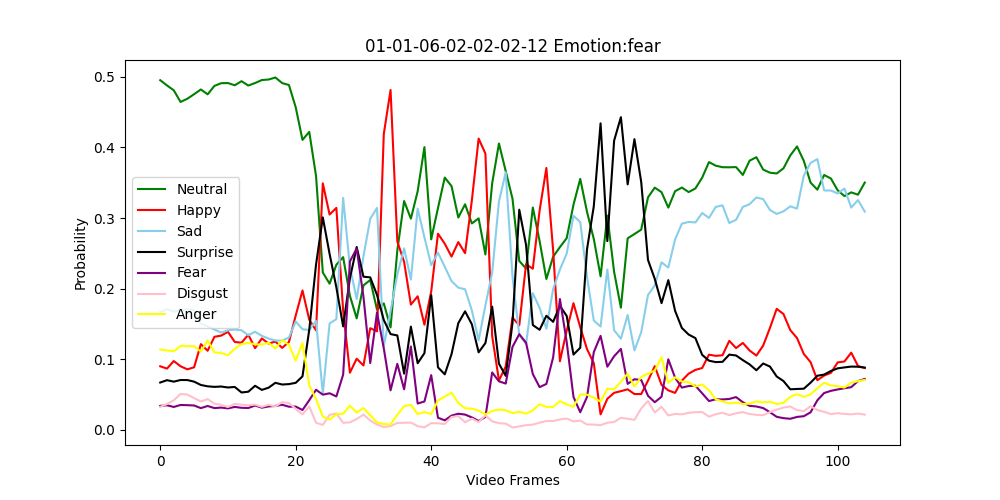 01-01-06-02-02-02-12 Emotion:fear
Probability
0.5
0.4
0.3
0.2
0.1
0.0
Neutral
Happy
Sad
Surprise
Fear
Disgust
Anger
0 20 40 60 80 100
Video Frames